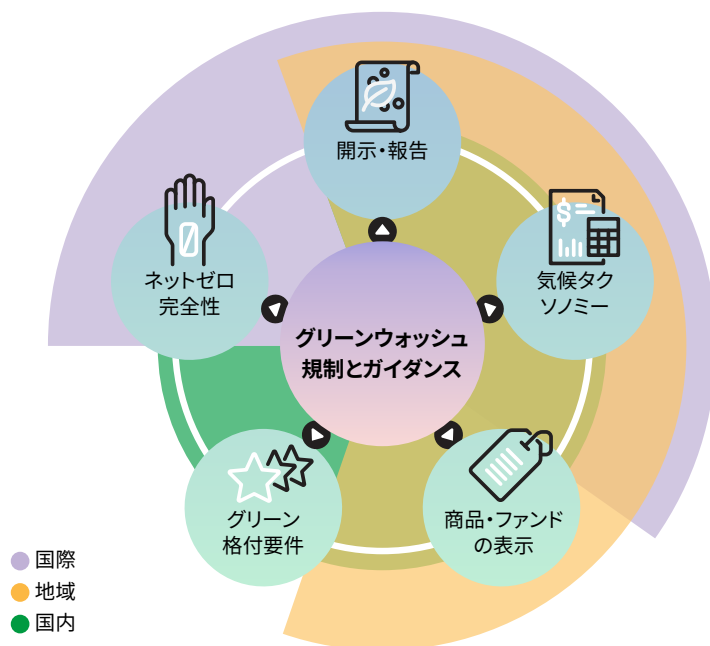 開示・報告
ネットゼロ
完全性
気候タク
ソノミー
グリーンウォッシュ
規制とガイダンス
グリーン
格付要件
商品・ファンド
の表示
国際
地域
国内